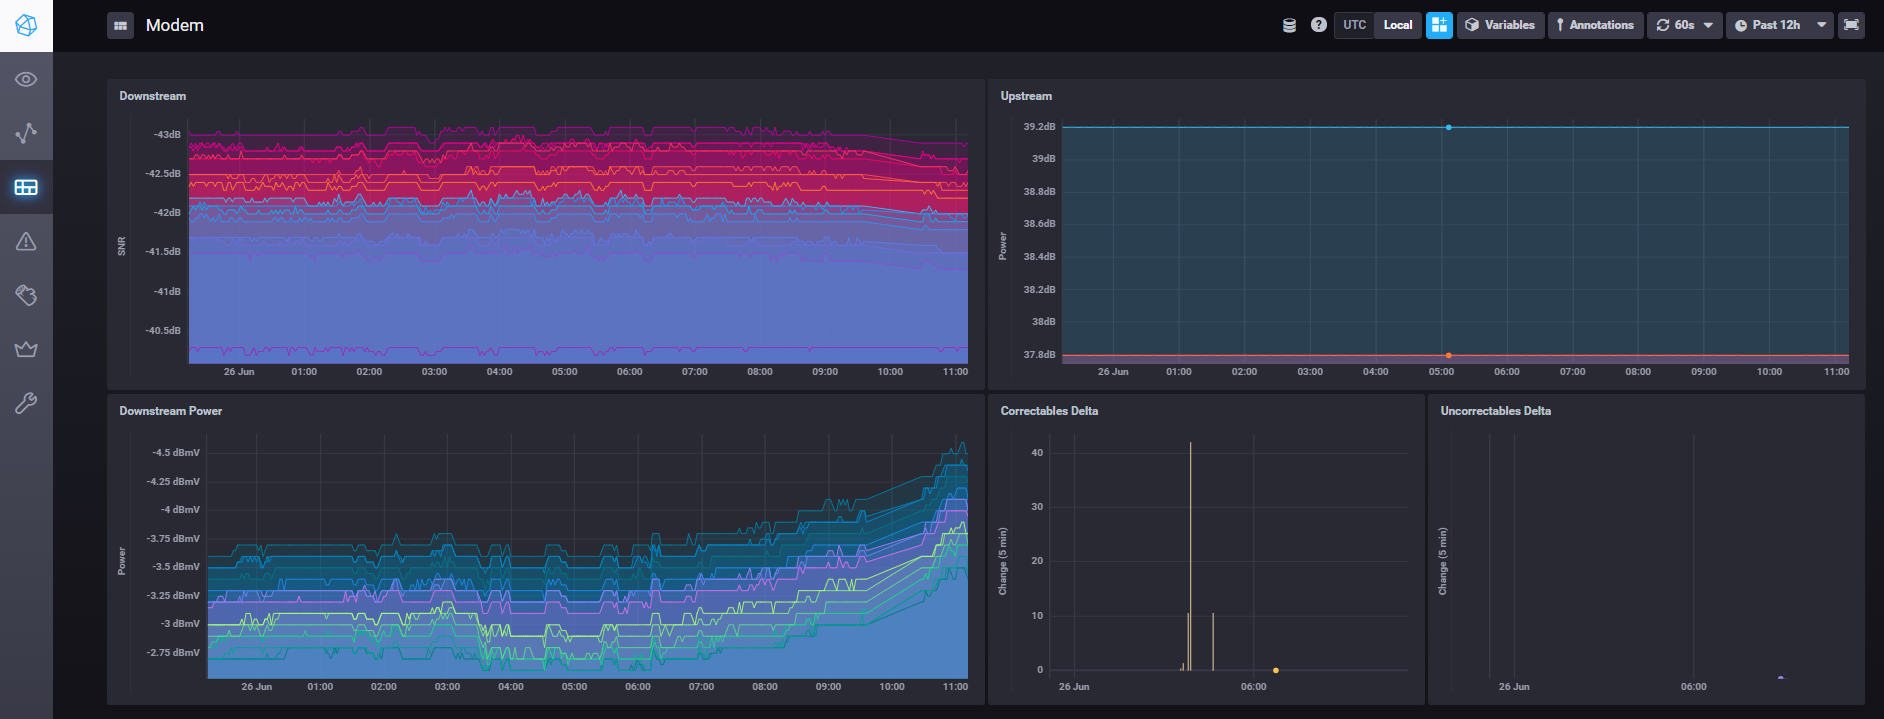 Modem
UTC Local Variables Annotations 60s Past 12h
Downstream
SNR
-43dB
-42.5dB
-42dB
-41.5dB
-41dB
-40.5dB
26 Jun 01:00 02:00 03:00 04:00 05:00 06:00 07:00 08:00 09:00 10:00 11:00
Upstream
Power
39.2dB
39dB
38.8dB
38.6dB
38.4dB
38.2dB
38dB
37.8dB
26 Jun 01:00 02:00 03:00 04:00 05:00 06:00 07:00 08:00 09:00 10:00 11:00
Downstream Power
Power
-4.5 dBmV
-4.25 dBmV
-4 dBmV
-3.75 dBmV
-3.5 dBmV
-3.25 dBmV
-3 dBmV
-2.75 dBmV
26 Jun 01:00 02:00 03:00 04:00 05:00 06:00 07:00 08:00 09:00 10:00 11:00
Correctables Delta
Change (5 min)
40
30
20
10
0
26 Jun 06:00
Uncorrectables Delta
Change (5 min)
26 Jun 06:00